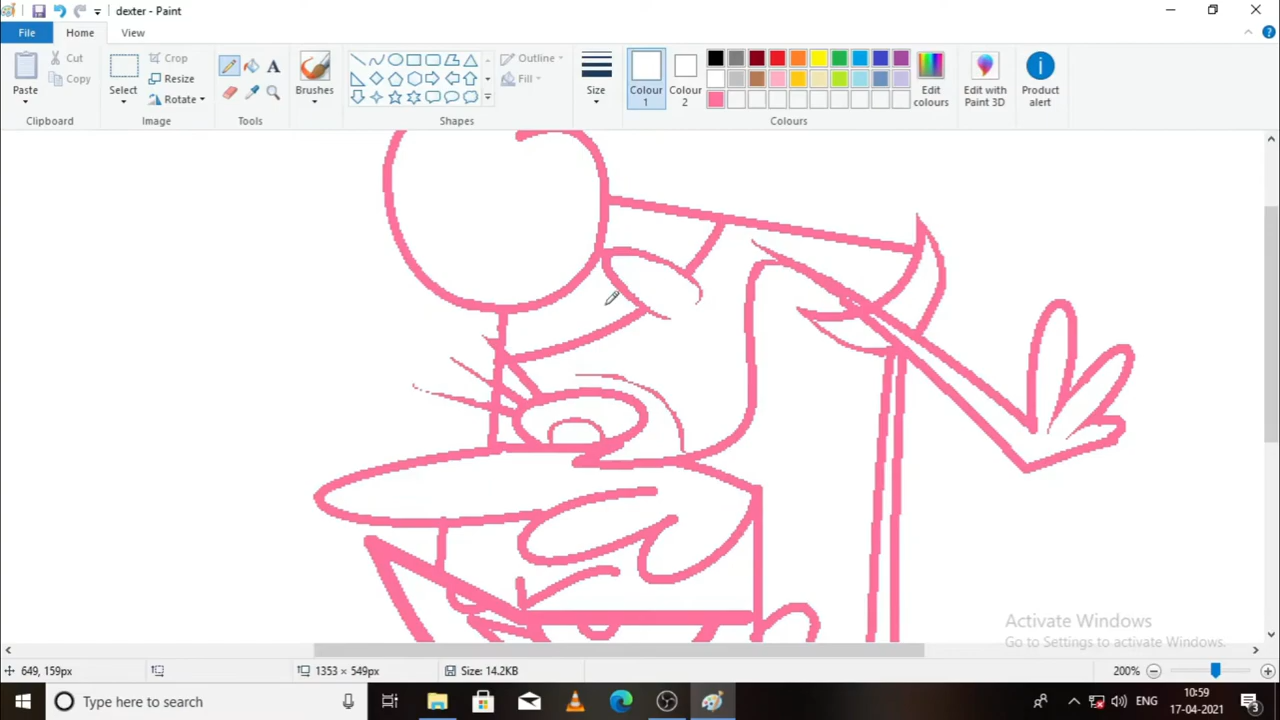 dexter - Paint
File
Home
View
Paste
Cut
Copy
Clipboard
Select
Crop
Resize
Rotate
Image
A
Tools
Brushes
Outline
Fill
Shapes
Size
Colour 1
Colour 2
Edit colours
Colours
Edit with Paint 3D
Product alert
Activate Windows
Go to Settings to activate Windows.
649, 159px
1353 × 549px
Size: 14.2KB
200%
Type here to search
ENG
10:59
17-04-2021
3